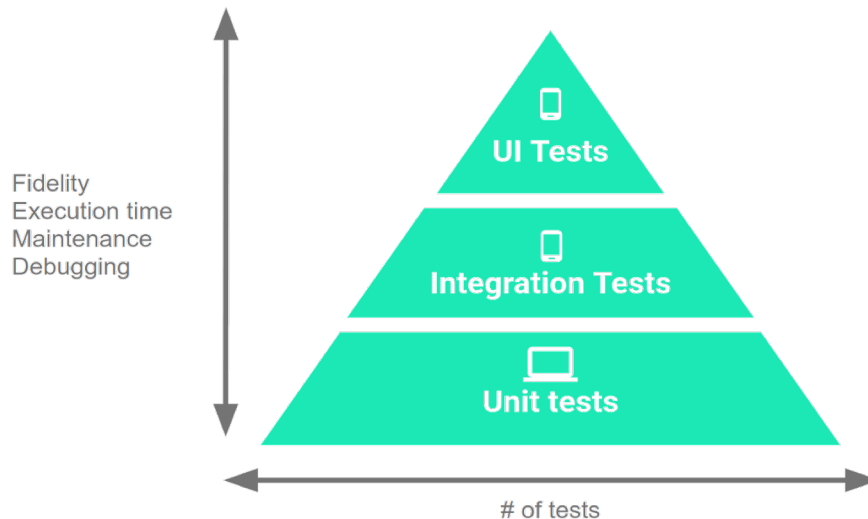 UI Tests
Fidelity
Execution time
Maintenance
Debugging
Integration Tests
Unit tests
# of tests